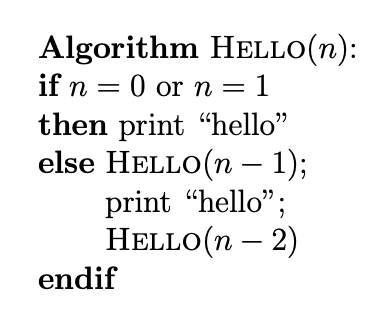 Algorithm HELLO(n):
if n = 0 or n = 1
then print “hello”
else HELLO(n − 1);
print “hello”;
HELLO(n − 2)
endif